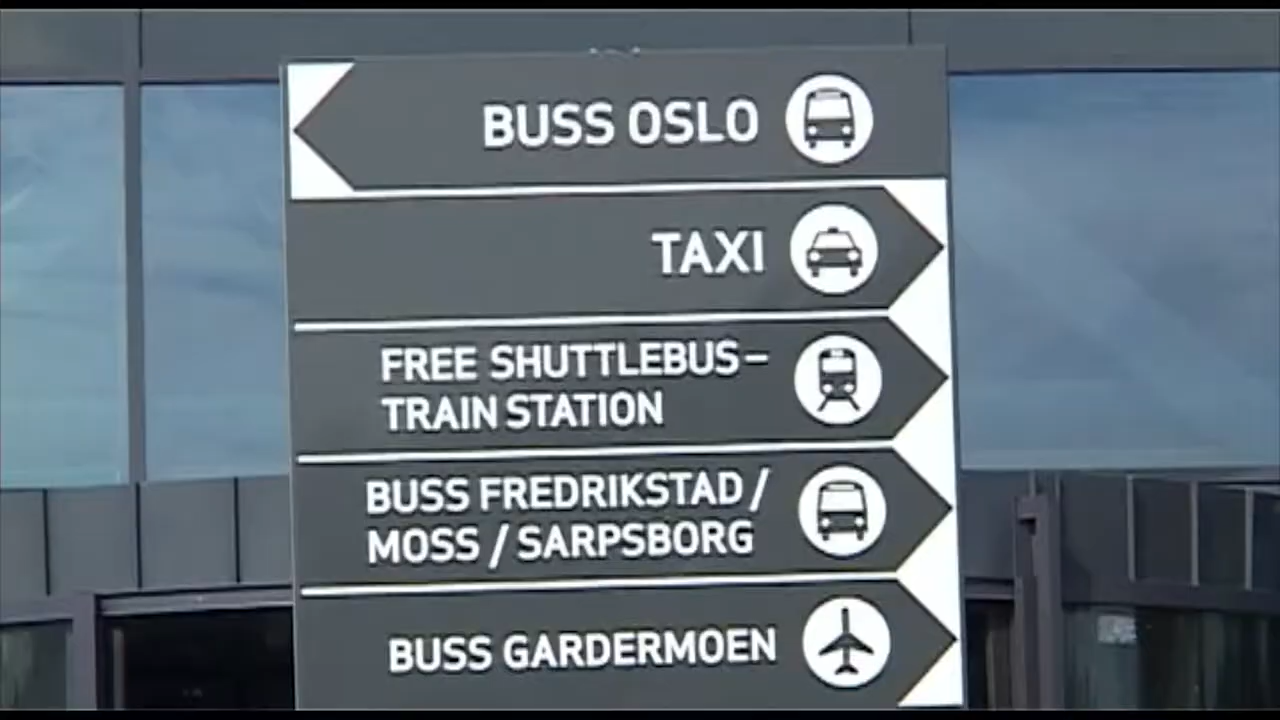 BUSS OSLO
TAXI
FREE SHUTTLEBUS–
TRAIN STATION
BUSS FREDRIKSTAD /
MOSS / SARPSBORG
BUSS GARDERMOEN